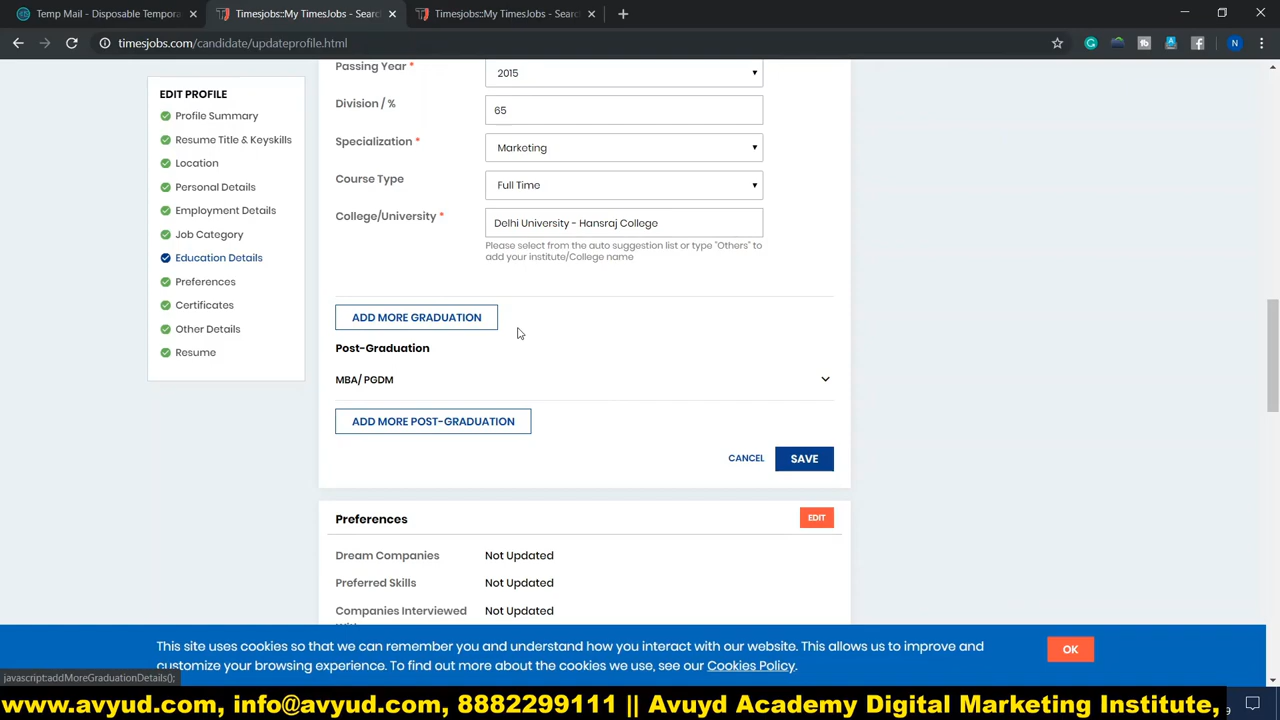 Temp Mail - Disposable Tempora
Timesjobs::My TimesJobs - Searc
Timesjobs::My TimesJobs - Searc
timesjobs.com/candidate/updateprofile.html
N
EDIT PROFILE
Profile Summary
Resume Title & Keyskills
Location
Personal Details
Employment Details
Job Category
Education Details
Preferences
Certificates
Other Details
Resume
Passing Year *
2015
Division / %
65
Specialization *
Marketing
Course Type
Full Time
College/University *
Delhi University - Hansraj College
Please select from the auto suggestion list or type "Others" to
add your institute/College name
ADD MORE GRADUATION
Post-Graduation
MBA/ PGDM
ADD MORE POST-GRADUATION
CANCEL
SAVE
Preferences
EDIT
Dream Companies
Not Updated
Preferred Skills
Not Updated
Companies Interviewed
Not Updated
This site uses cookies so that we can remember you and understand how you interact with our website. This allows us to improve and
customize your browsing experience. To find out more about the cookies we use, see our Cookies Policy.
OK
javascript:addMoreGraduationDetails();
www.avyud.com, info@avyud.com, 8882299111 || Avuyd Academy Digital Marketing Institute,